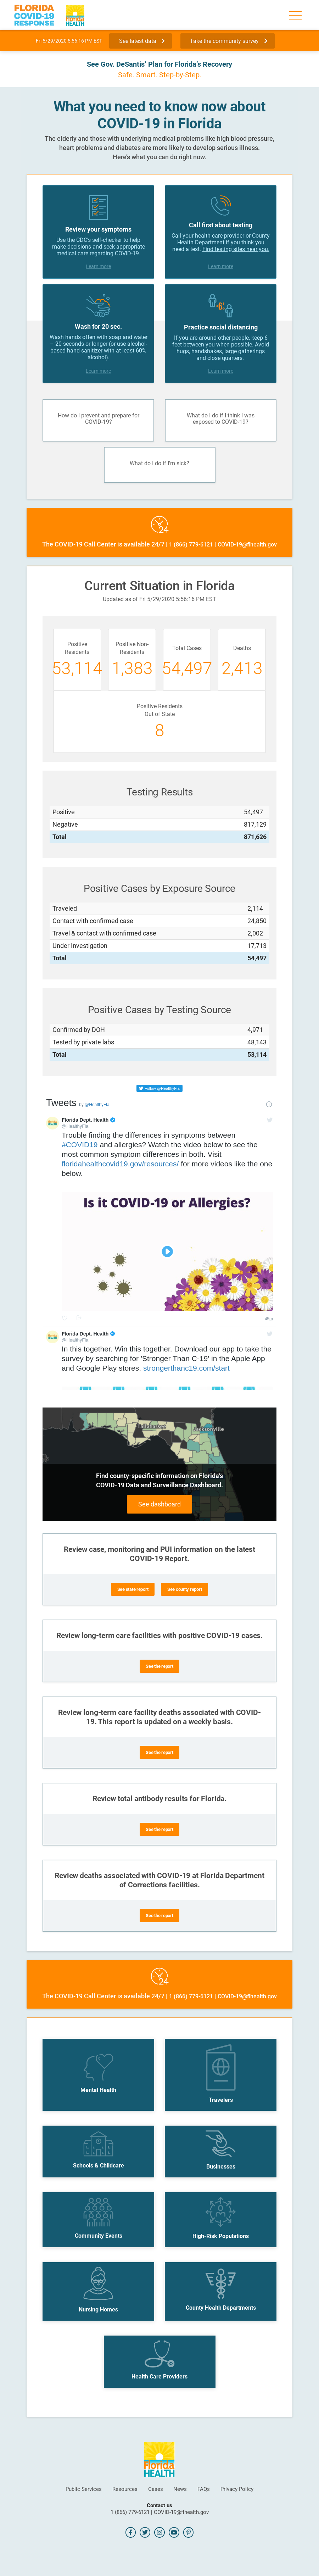 FLORIDA
COVID-19
RESPONSE
Florida
HEALTH
Fri 5/29/2020 5:56:16 PM EST
See latest data
Take the community survey
See Gov. DeSantis' Plan for Florida's Recovery
Safe. Smart. Step-by-Step.
What you need to know now about
COVID-19 in Florida
The elderly and those with underlying medical problems like high blood pressure,
heart problems and diabetes are more likely to develop serious illness.
Here's what you can do right now.
Review your symptoms
Use the CDC's self-checker to help
make decisions and seek appropriate
medical care regarding COVID-19.
Learn more
Call first about testing
Call your health care provider or County
Health Department if you think you
need a test. Find testing sites near you.
Learn more
Wash for 20 sec.
Wash hands often with soap and water
– 20 seconds or longer (or use alcohol-
based hand sanitizer with at least 60%
alcohol).
Learn more
Practice social distancing
If you are around other people, keep 6
feet between you when possible. Avoid
hugs, handshakes, large gatherings
and close quarters.
Learn more
How do I prevent and prepare for
COVID-19?
What do I do if I think I was
exposed to COVID-19?
What do I do if I'm sick?
24
The COVID-19 Call Center is available 24/7 | 1 (866) 779-6121 | COVID-19@flhealth.gov
Current Situation in Florida
Updated as of Fri 5/29/2020 5:56:16 PM EST
Positive
Residents
53,114
Positive Non-
Residents
1,383
Total Cases
54,497
Deaths
2,413
Positive Residents
Out of State
8
Testing Results
Positive 54,497
Negative 817,129
Total 871,626
Positive Cases by Exposure Source
Traveled 2,114
Contact with confirmed case 24,850
Travel & contact with confirmed case 2,002
Under Investigation 17,713
Total 54,497
Positive Cases by Testing Source
Confirmed by DOH 4,971
Tested by private labs 48,143
Total 53,114
Follow @HealthyFla
Tweets by @HealthyFla
Florida Dept. Health
@HealthyFla
Trouble finding the differences in symptoms between
#COVID19 and allergies? Watch the video below to see the
most common symptom differences in both. Visit
floridahealthcovid19.gov/resources/ for more videos like the one
below.
Is it COVID-19 or Allergies?
Florida Dept. Health
@HealthyFla
In this together. Win this together. Download our app to take the
survey by searching for 'Stronger Than C-19' in the Apple App
and Google Play stores. strongerthanc19.com/start
Tallahassee
Jacksonville
Find county-specific information on Florida's
COVID-19 Data and Surveillance Dashboard.
See dashboard
Review case, monitoring and PUI information on the latest
COVID-19 Report.
See state report
See county report
Review long-term care facilities with positive COVID-19 cases.
See the report
Review long-term care facility deaths associated with COVID-
19. This report is updated on a weekly basis.
See the report
Review total antibody results for Florida.
See the report
Review deaths associated with COVID-19 at Florida Department
of Corrections facilities.
See the report
24
The COVID-19 Call Center is available 24/7 | 1 (866) 779-6121 | COVID-19@flhealth.gov
Mental Health
Travelers
Schools & Childcare
Businesses
Community Events
High-Risk Populations
Nursing Homes
County Health Departments
Health Care Providers
Florida
HEALTH
Public Services
Resources
Cases
News
FAQs
Privacy Policy
Contact us
1 (866) 779-6121 | COVID-19@flhealth.gov